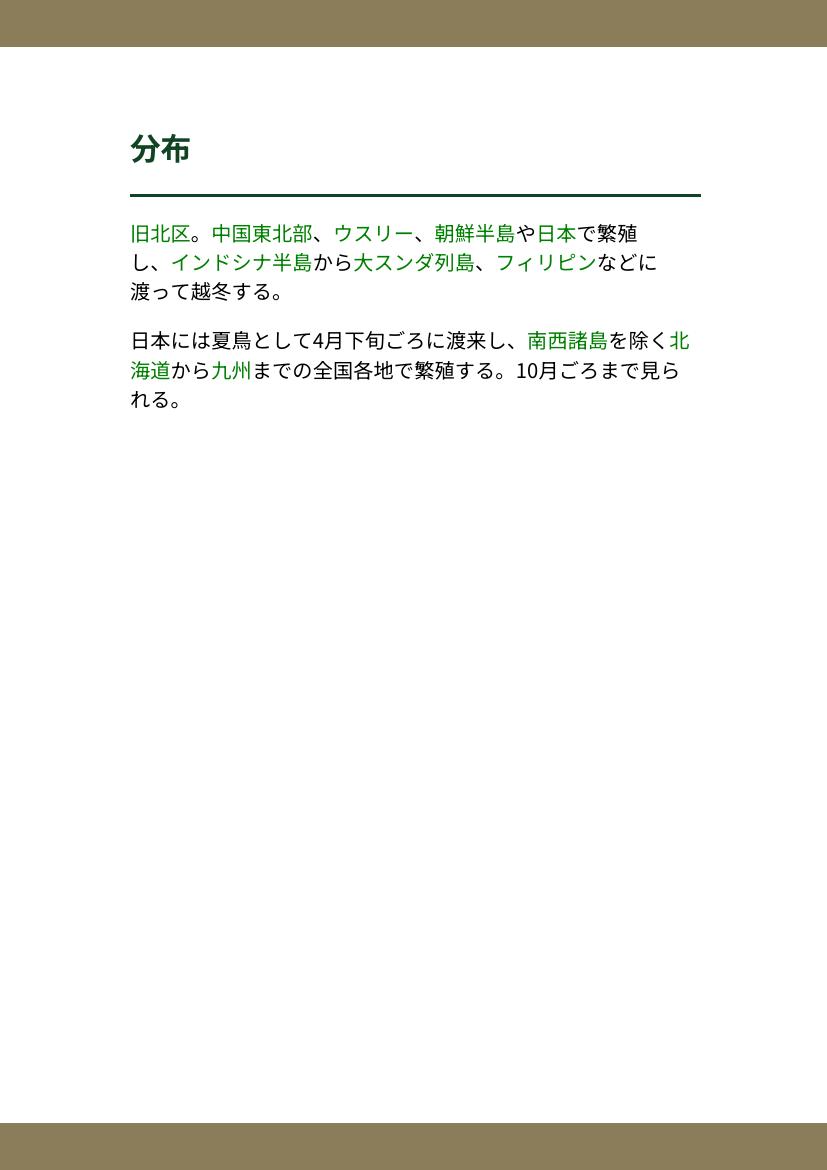 分布
旧北区。中国東北部、ウスリー、朝鮮半島や日本で繁殖
し、インドシナ半島から大スンダ列島、フィリピンなどに
渡って越冬する。
日本には夏鳥として4月下旬ごろに渡来し、南西諸島を除く北
海道から九州までの全国各地で繁殖する。10月ごろまで見ら
れる。